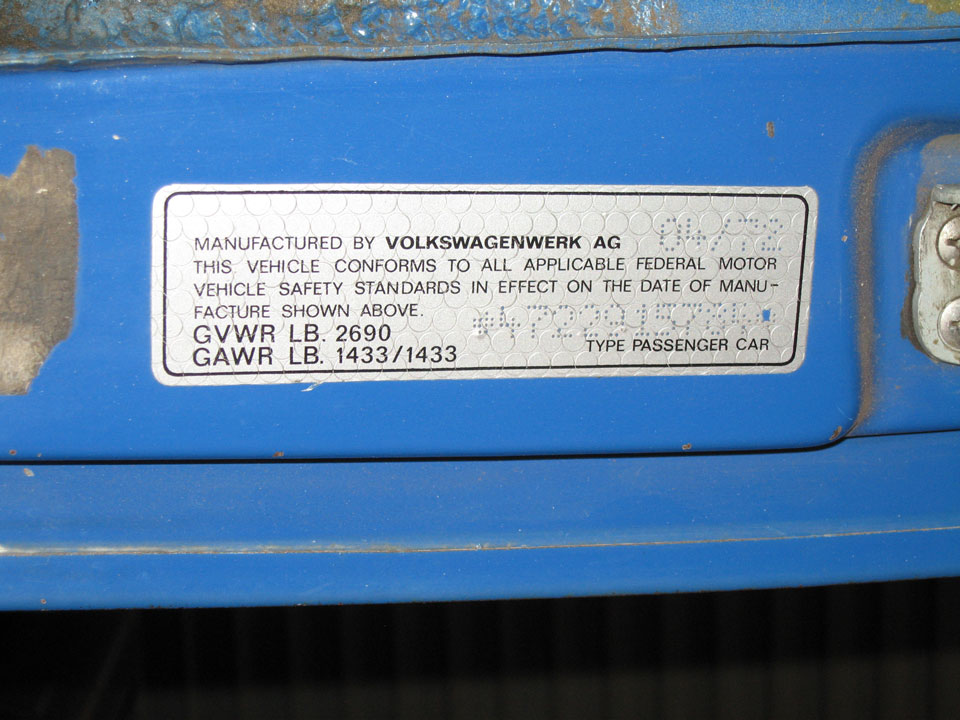 04/72
MANUFACTURED BY VOLKSWAGENWERK AG
THIS VEHICLE CONFORMS TO ALL APPLICABLE FEDERAL MOTOR
VEHICLE SAFETY STANDARDS IN EFFECT ON THE DATE OF MANU-
FACTURE SHOWN ABOVE.
GVWR LB. 2690
GAWR LB. 1433/1433
TYPE PASSENGER CAR